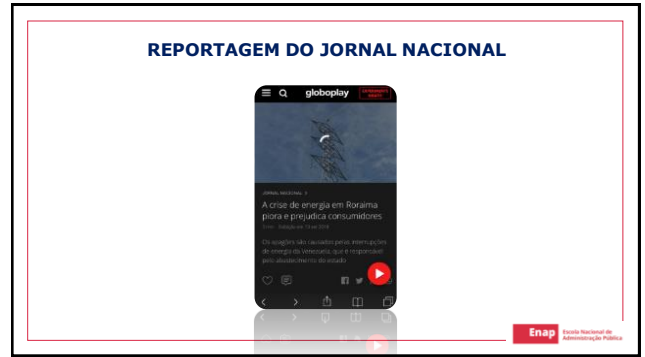 REPORTAGEM DO JORNAL NACIONAL
globoplay
JORNAL NACIONAL
A crise de energia em Roraima
piora e prejudica consumidores
Os apagões são causados pelas interrupções
de energia da Venezuela, que é responsável
pelo abastecimento do estado
Enap
Escola Nacional de
Administração Pública